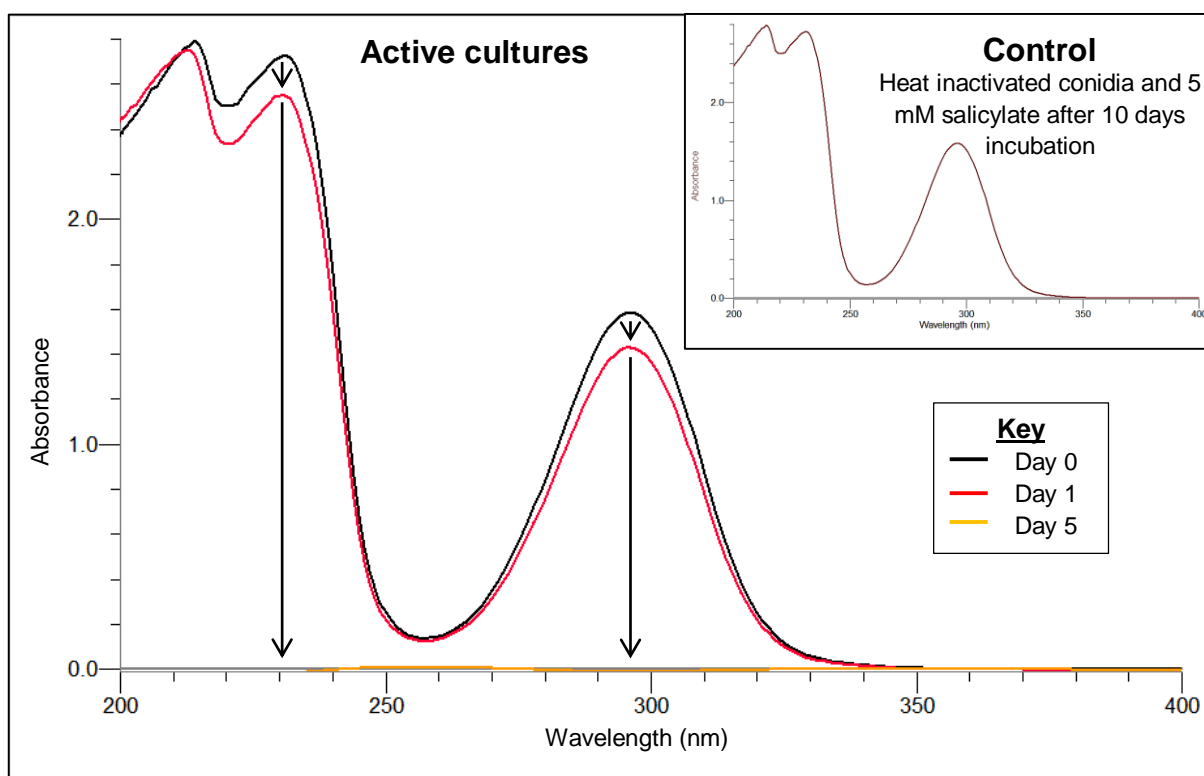 Active cultures
Control
Heat inactivated conidia and 5
mM salicylate after 10 days
incubation
Absorbance
2.0
1.0
0.0
200
250
300
350
400
Wavelength (nm)
Key
Day 0
Day 1
Day 5
Absorbance
2.0
1.0
0.0
200
250
300
350
400
Wavelength (nm)